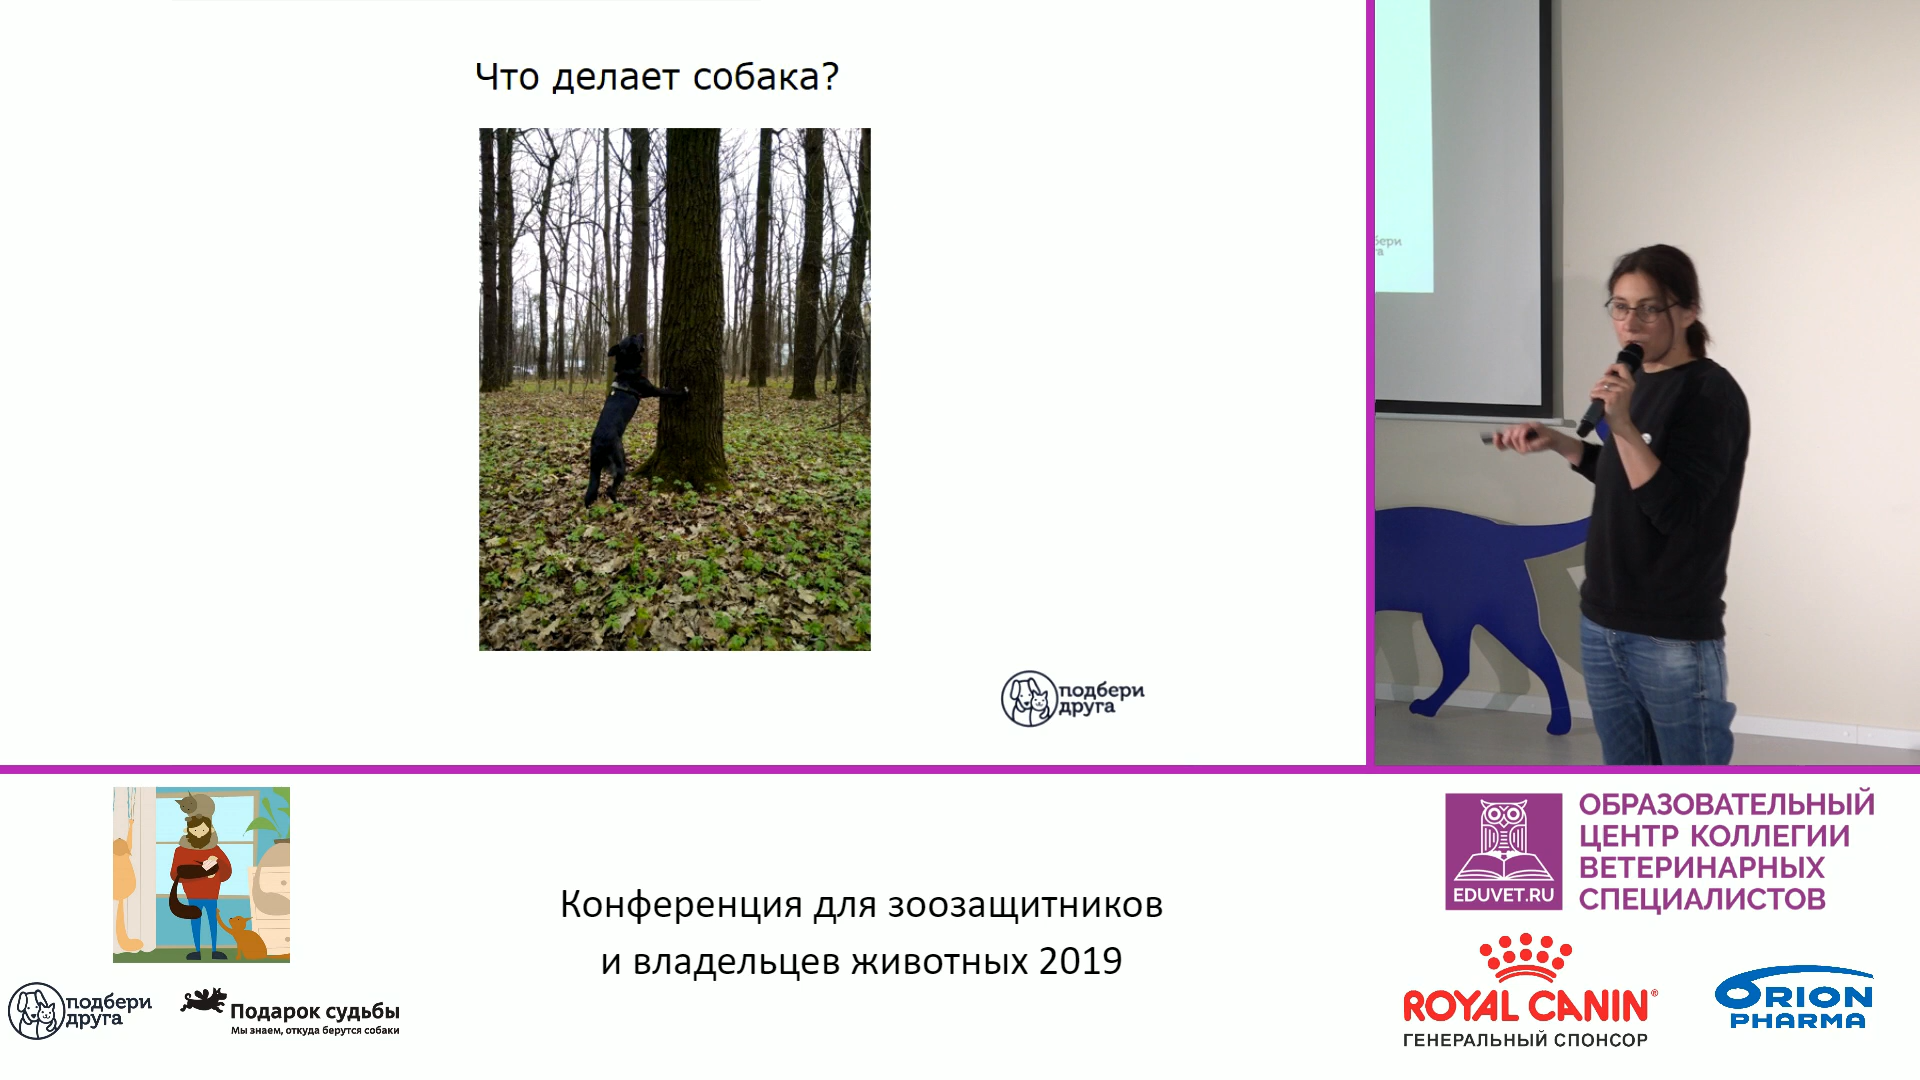 Что делает собака?
подбери
друга
Конференция для зоозащитников
и владельцев животных 2019
подбери
друга
Подарок судьбы
Мы знаем, откуда берутся собаки
EDUVET.RU
ОБРАЗОВАТЕЛЬНЫЙ
ЦЕНТР КОЛЛЕГИИ
ВЕТЕРИНАРНЫХ
СПЕЦИАЛИСТОВ
ROYAL CANIN®
ГЕНЕРАЛЬНЫЙ СПОНСОР
ORION
PHARMA